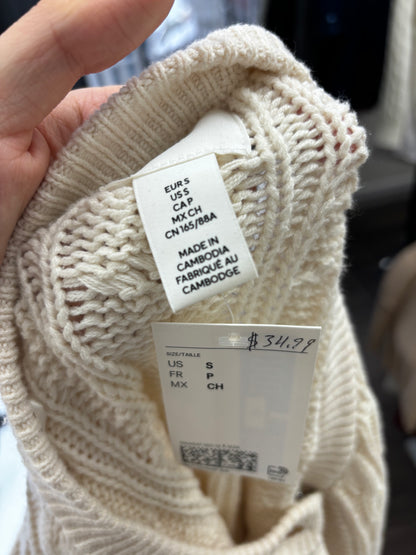 EUR S
US S
CA P
MX CH
CN 165/88A
MADE IN
CAMBODIA
FABRIQUÉ AU
CAMBODGE
$34.99
SIZE/TAILLE
US S
FR P
MX CH